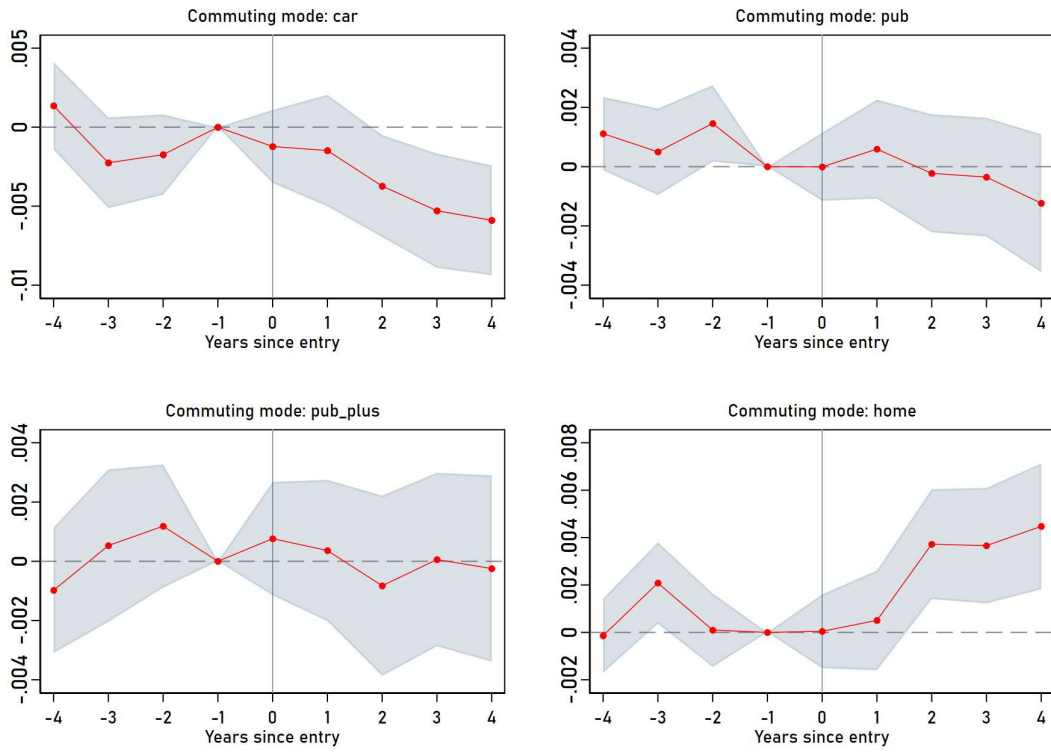 Commuting mode: car
.005
0
-.005
-.01
-4 -3 -2 -1 0 1 2 3 4
Years since entry
Commuting mode: pub
.004
.002
0
-.002
-.004
-4 -3 -2 -1 0 1 2 3 4
Years since entry
Commuting mode: pub_plus
.004
.002
0
-.002
-.004
-4 -3 -2 -1 0 1 2 3 4
Years since entry
Commuting mode: home
.008
.006
.004
.002
0
-.002
-4 -3 -2 -1 0 1 2 3 4
Years since entry